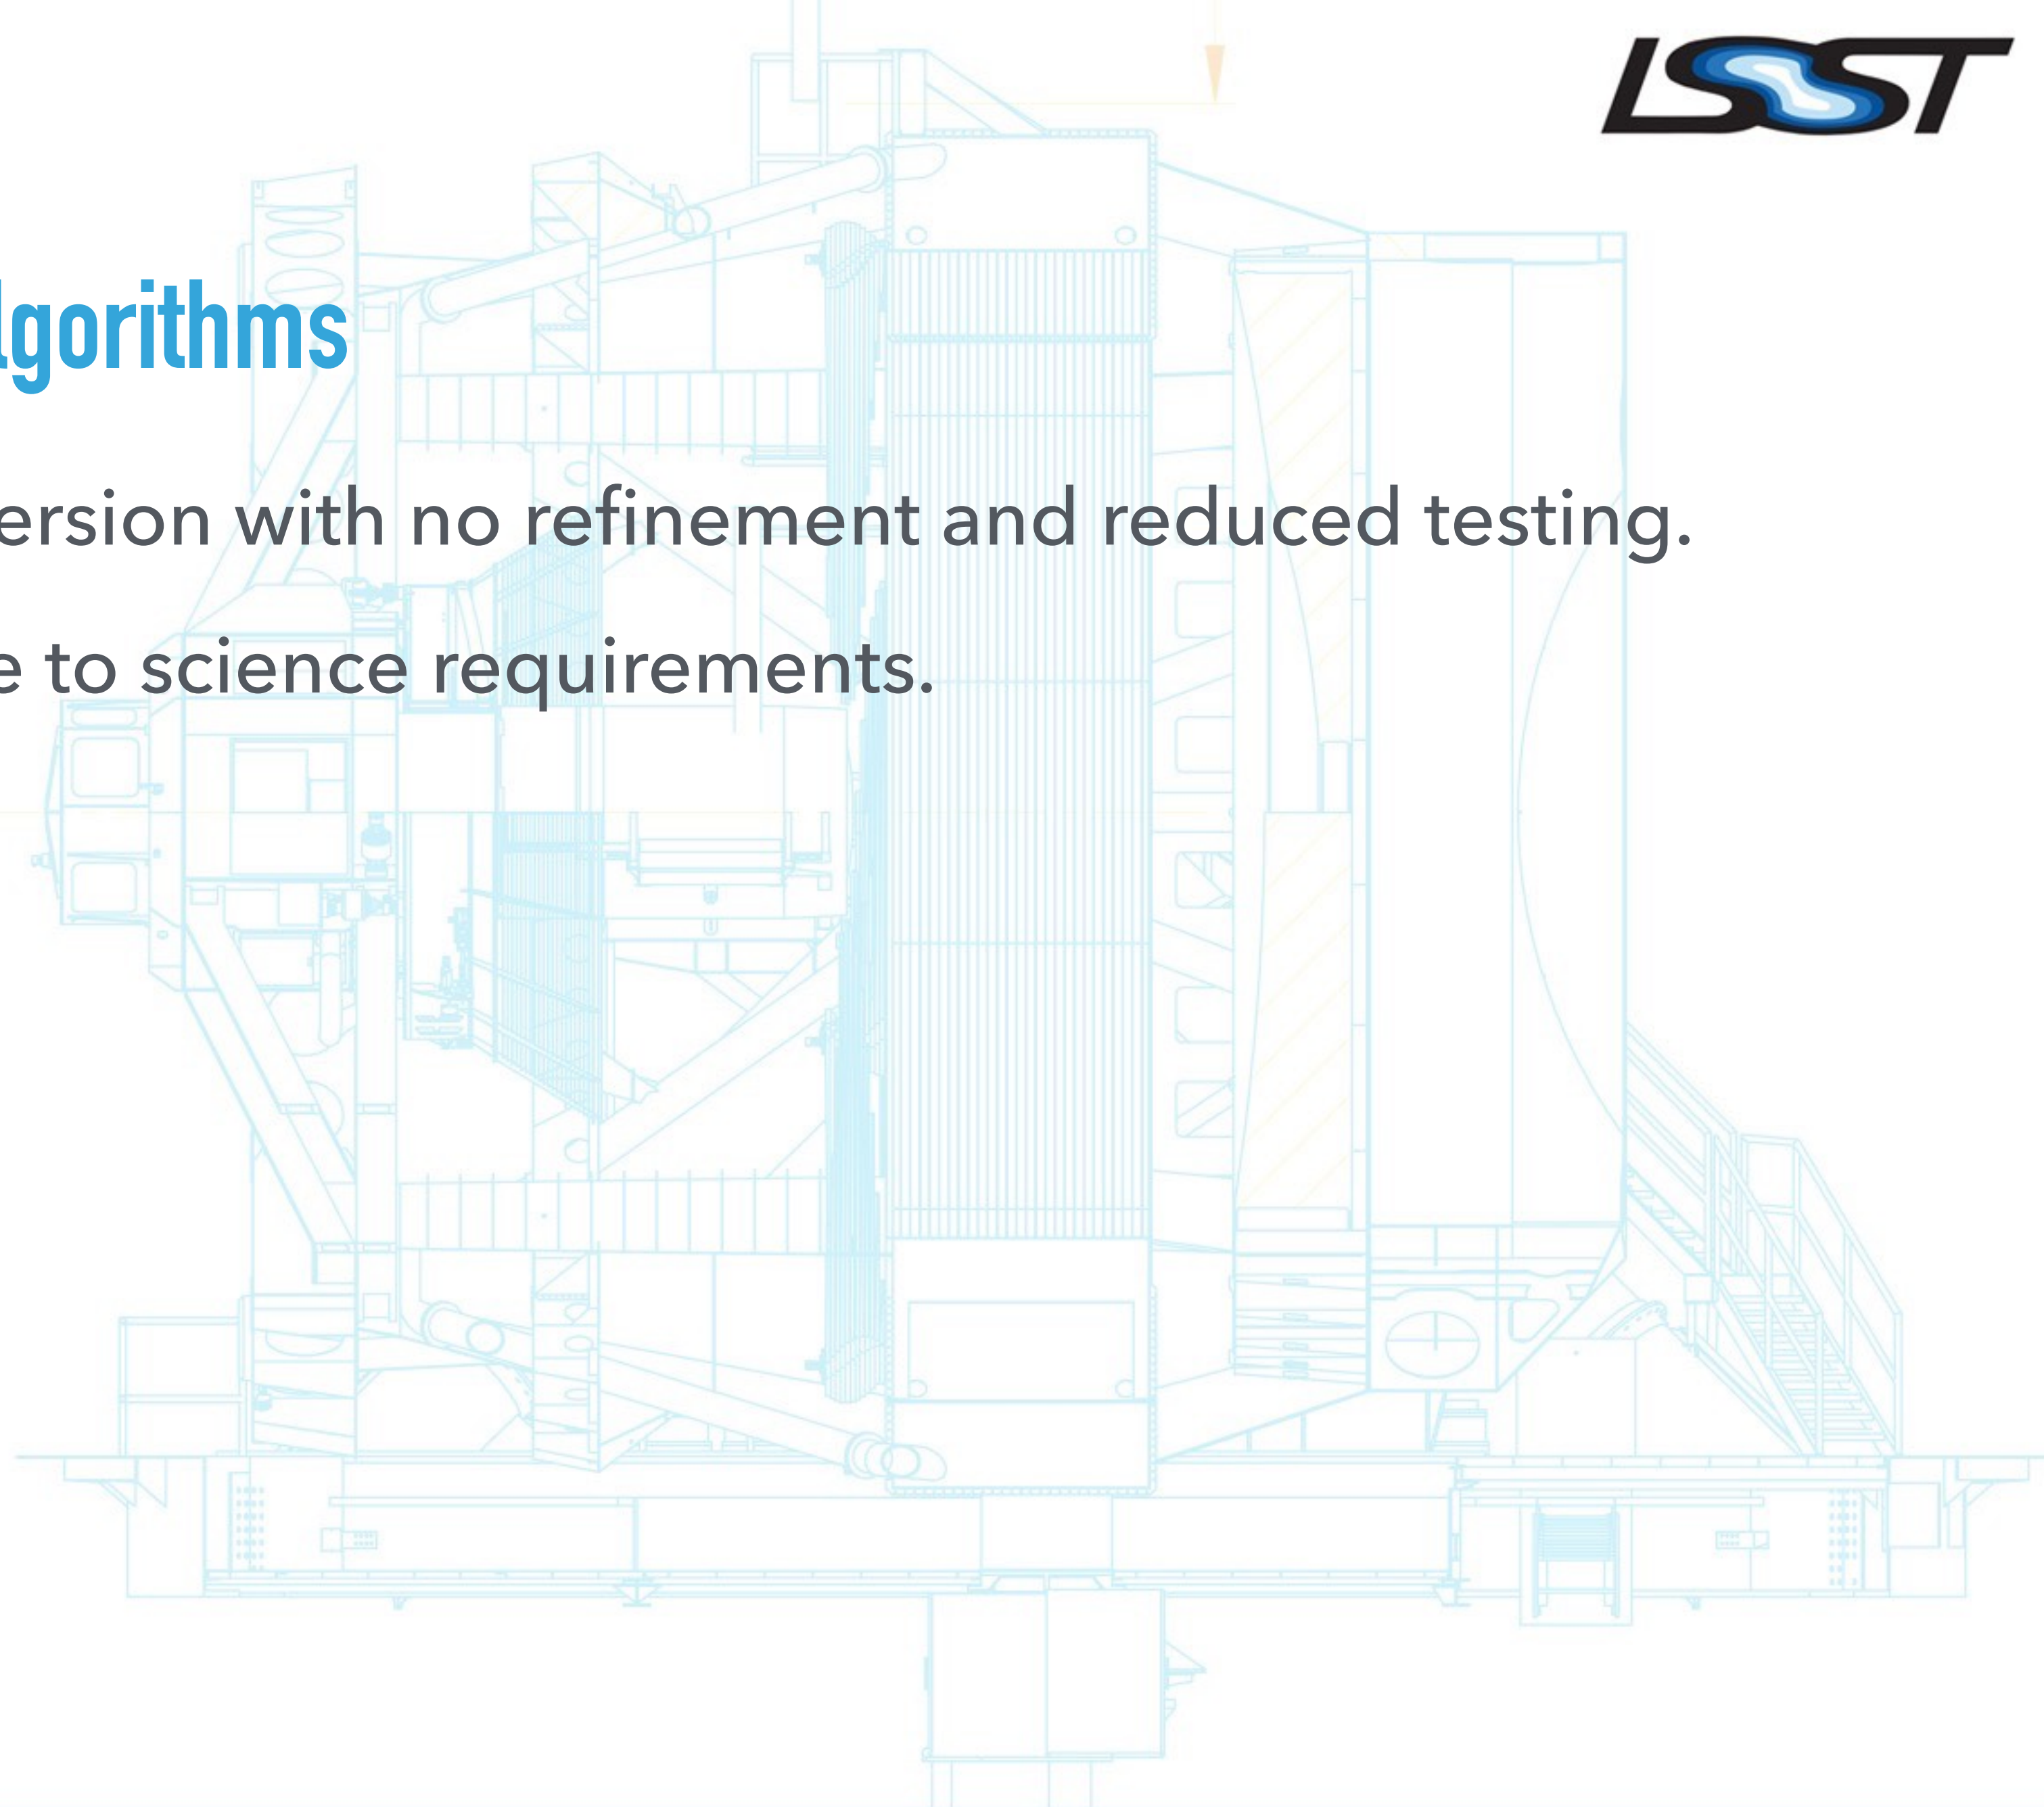 LSST
lgorithms
ersion with no refinement and reduced testing.
e to science requirements.